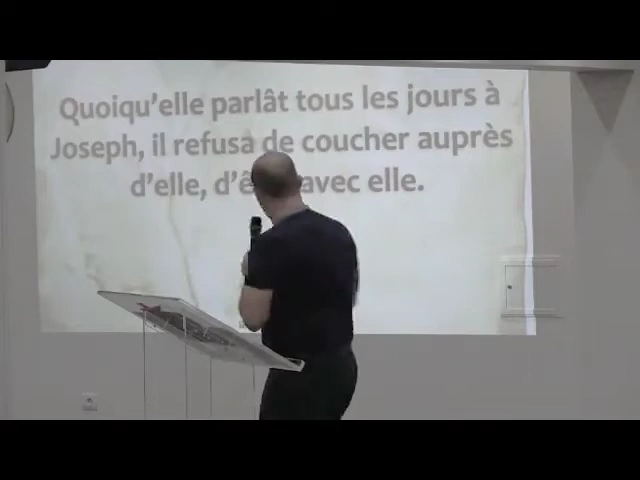 Quoiqu'elle parlât tous les jours à
Joseph, il refusa de coucher auprès
d'elle, d'ê avec elle.